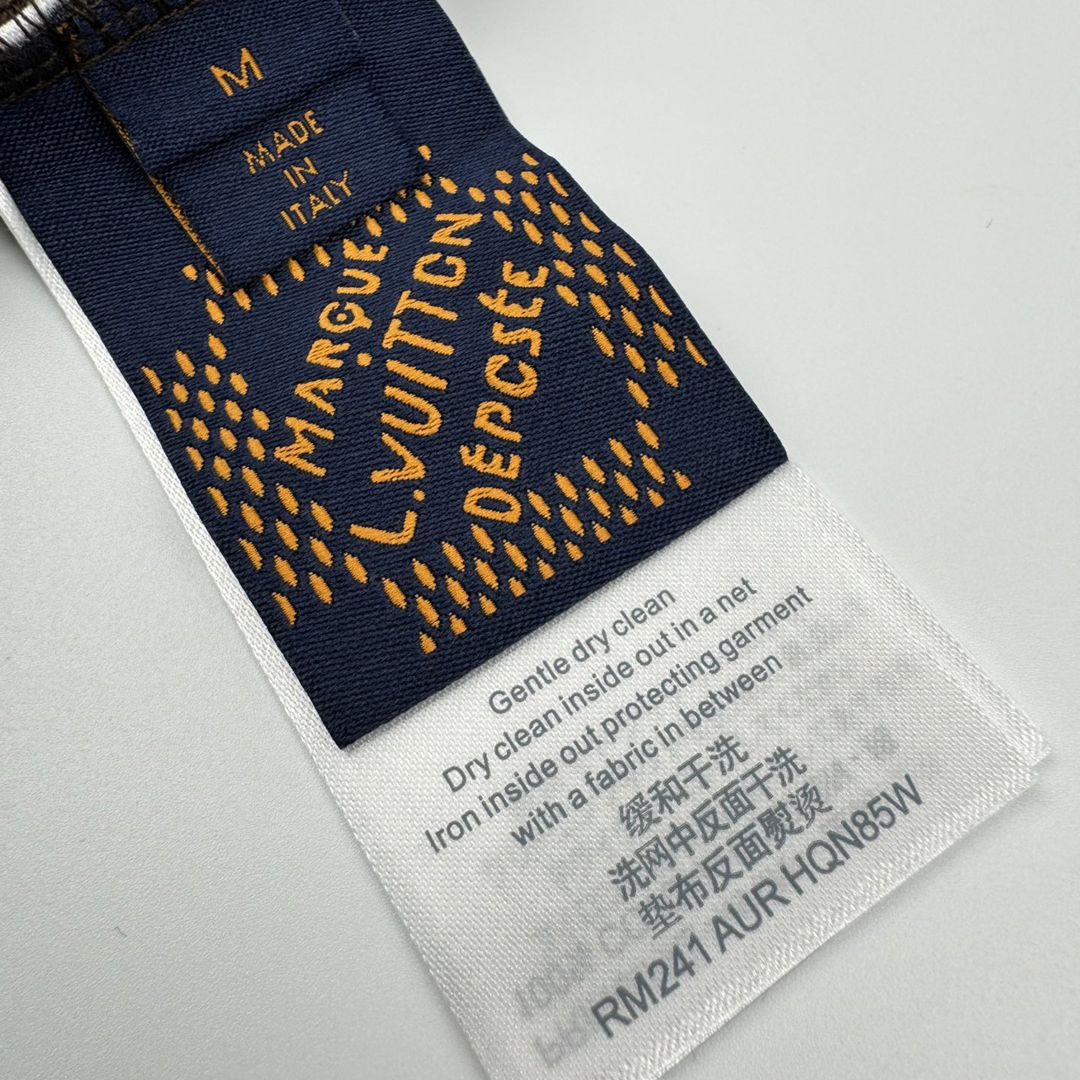 M
MADE
IN
ITALY
MARQUE
L.VUITTON
DEPOSEE
Gentle dry clean
Dry clean inside out in a net
Iron inside out protecting garment
with a fabric in between
缓和干洗
洗网中反面干洗
垫布反面熨烫
RM241 AUR HQN85W